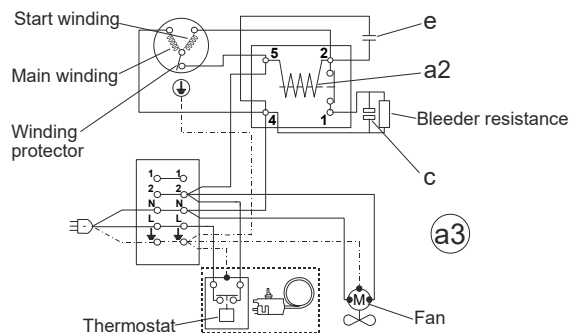 Start winding
e
5
2
a2
Main winding
Winding
protector
4
1
Bleeder resistance
c
1 1
2 2
N N
L L
a3
M
Fan
Thermostat